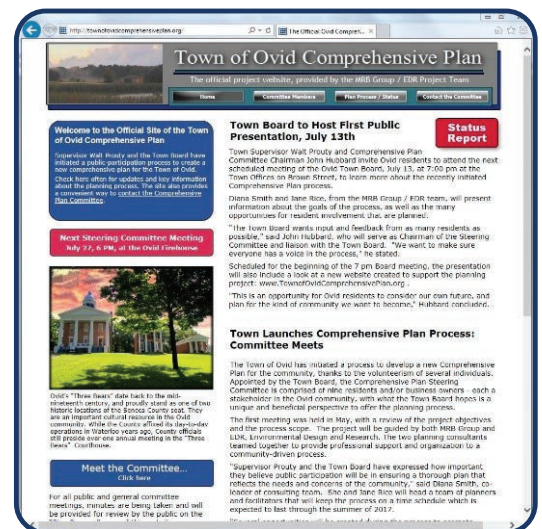 http://townofovidcomprehensiveplan.org/
The Official Ovid Compreh...
Town of Ovid Comprehensive Plan
The official project website, provided by the MRB Group / EDR Project Team
Home
Committee Members
Plan Process / Status
Contact the Committee
Welcome to the Official Site of the Town
of Ovid Comprehensive Plan
Supervisor Walt Prouty and the Town Board have
initiated a public-participation process to create a
new comprehensive plan for the Town of Ovid.
Check here often for updates and key information
about the planning process. The site also provides
a convenient way to contact the Comprehensive
Plan Committee.
Next Steering Committee Meeting
July 27, 6 PM, at the Ovid Firehouse
Ovid's "Three Bears" date back to the mid-
nineteenth century, and proudly stand as one of two
historic locations of the Seneca County seat. They
are an important cultural resource in the Ovid
community. While the County affixed its day-to-day
operations in Waterloo years ago, County officials
still preside over one annual meeting in the "Three
Bears" Courthouse.
Meet the Committee...
Click here
For all public and general committee
meetings, minutes are being taken and will
be provided for review by the public on the
Town Board to Host First Public
Presentation, July 13th
Status
Report
Town Supervisor Walt Prouty and Comprehensive Plan
Committee Chairman John Hubbard invite Ovid residents to attend the next
scheduled meeting of the Ovid Town Board, July 13, at 7:00 pm at the
Town Offices on Brown Street, to learn more about the recently initiated
Comprehensive Plan process.
Diana Smith and Jane Rice, from the MRB Group / EDR team, will present
information about the goals of the process, as well as the many
opportunities for resident involvement that are planned.
"The Town Board wants input and feedback from as many residents as
possible," said John Hubbard, who will serve as Chairman of the Steering
Committee and liaison with the Town Board. "We want to make sure
everyone has a voice in the process," he stated.
Scheduled for the beginning of the 7 pm Board meeting, the presentation
will also include a look at a new website created to support the planning
project: www.TownofOvidComprehensivePlan.org .
"This is an opportunity for Ovid residents to consider our own future, and
plan for the kind of community we want to become," Hubbard concluded.
Town Launches Comprehensive Plan Process:
Committee Meets
The Town of Ovid has initiated a process to develop a new Comprehensive
Plan for the community, thanks to the volunteerism of several individuals.
Appointed by the Town Board, the Comprehensive Plan Steering
Committee is comprised of nine residents and/or business owners - each a
stakeholder in the Ovid community, with what the Town Board hopes is a
unique and beneficial perspective to offer the planning process.
The first meeting was held in May, with a review of the project objectives
and the process scope. The project will be guided by both MRB Group and
EDR, Environmental Design and Research. The two planning consultants
teamed together to provide professional support and organization to a
community-driven process.
"Supervisor Prouty and the Town Board have expressed how important
they believe public participation will be in ensuring a thorough plan that
reflects the needs and concerns of the community," said Diana Smith, co-
leader of consulting team. She and Jane Rice will head a team of planners
and facilitators that will keep the process on a time schedule which is
expected to last through the summer of 2017.